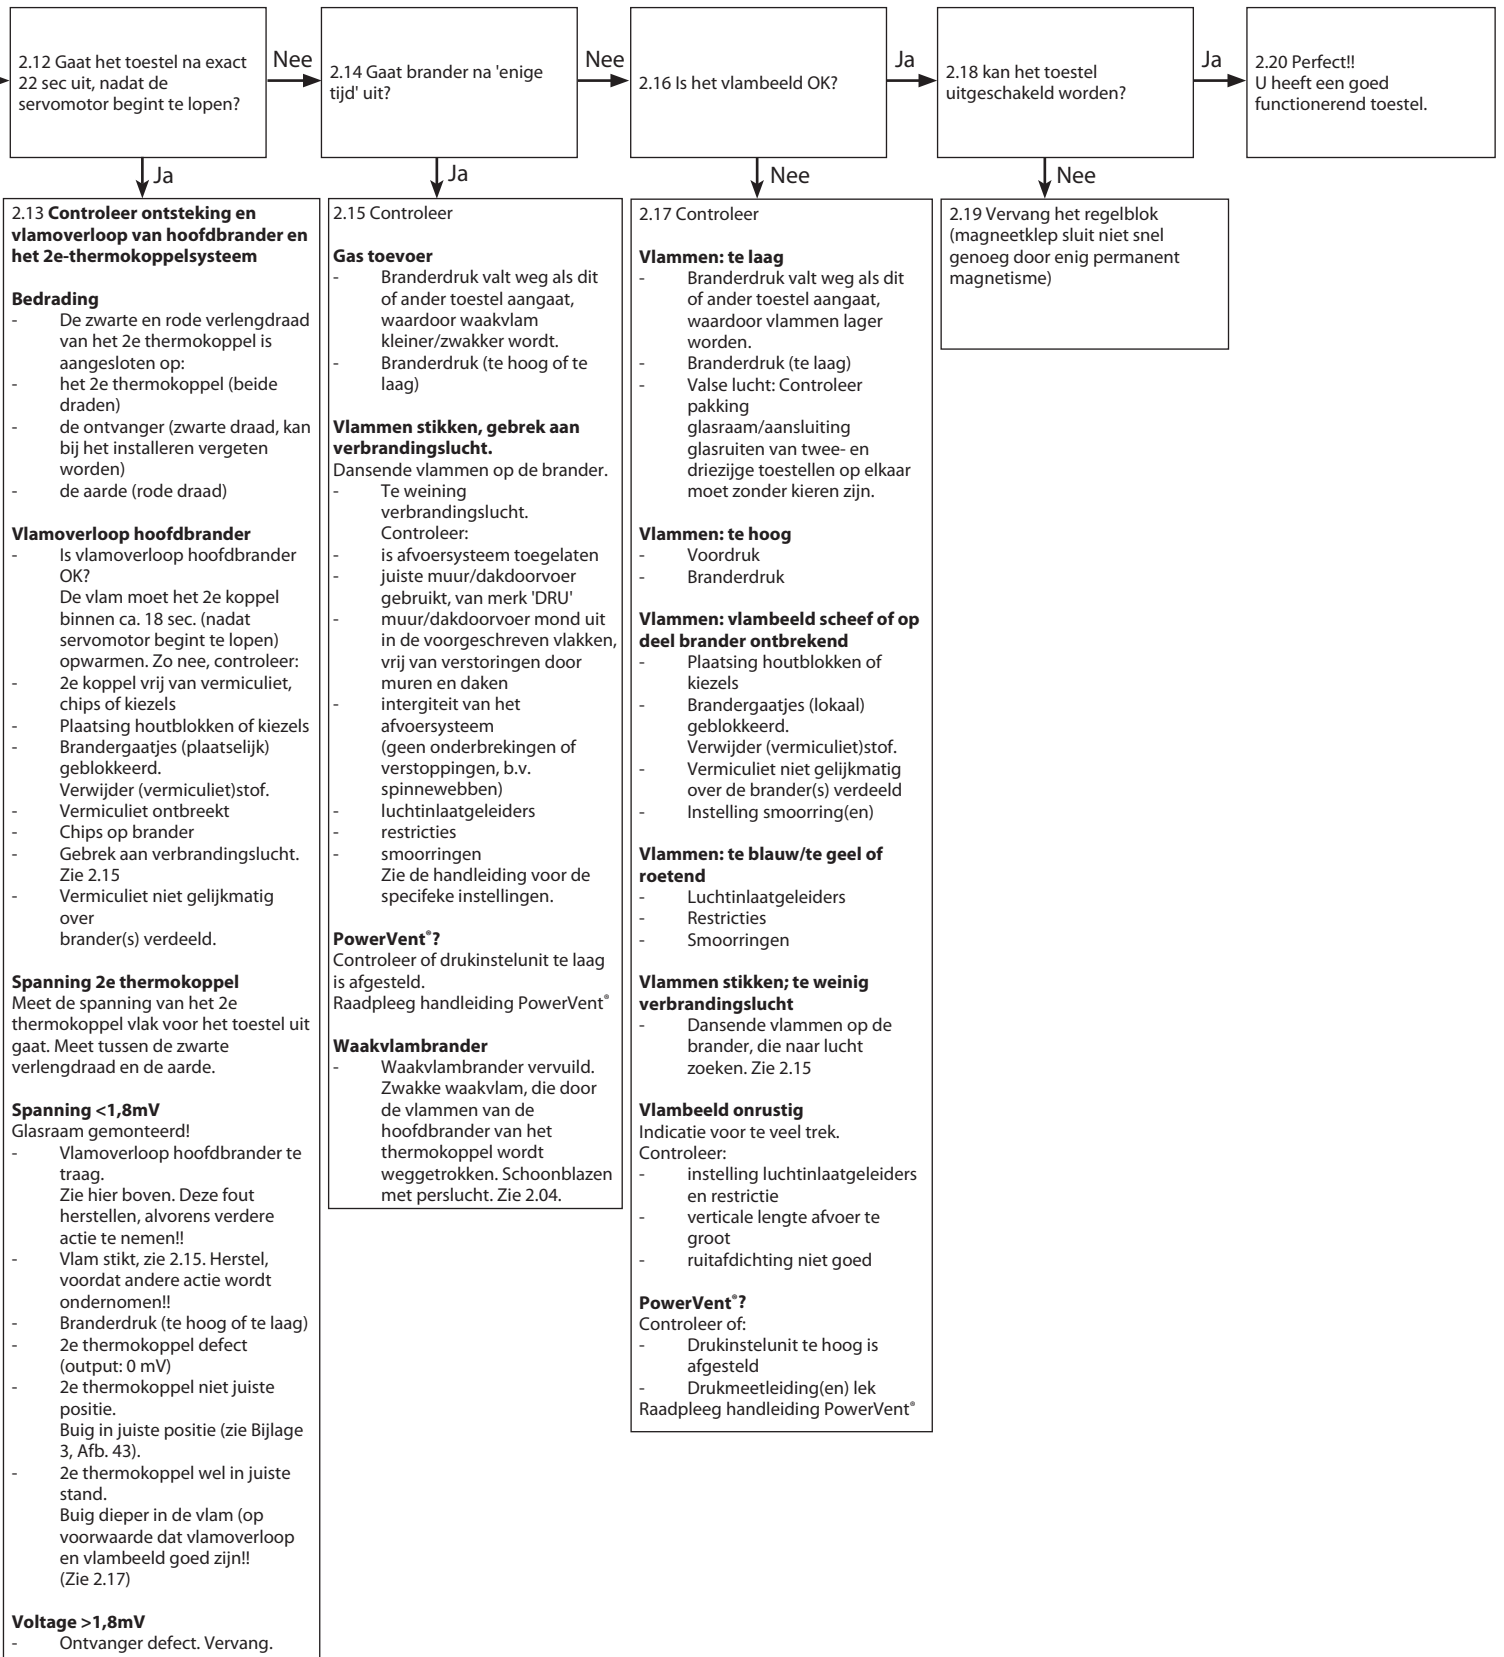 2.12 Gaat het toestel na exact
22 sec uit, nadat de
servomotor begint te lopen?
Nee
2.14 Gaat brander na 'enige
tijd' uit?
Nee
2.16 Is het vlambeeld OK?
Ja
2.18 kan het toestel
uitgeschakeld worden?
Ja
2.20 Perfect!!
U heeft een goed
functionerend toestel.
Ja
Ja
Nee
Nee
2.13 Controleer ontsteking en
vlamoverloop van hoofdbrander en
het 2e-thermokoppelsysteem
Bedrading
- De zwarte en rode verlengdraad
van het 2e thermokoppel is
aangesloten op:
- het 2e thermokoppel (beide
draden)
- de ontvanger (zwarte draad, kan
bij het installeren vergeten
worden)
- de aarde (rode draad)
Vlamoverloop hoofdbrander
- Is vlamoverloop hoofdbrander
OK?
De vlam moet het 2e koppel
binnen ca. 18 sec. (nadat
servomotor begint te lopen)
opwarmen. Zo nee, controleer:
- 2e koppel vrij van vermiculiet,
chips of kiezels
- Plaatsing houtblokken of kiezels
- Brandergaatjes (plaatselijk)
geblokkeerd.
Verwijder (vermiculiet)stof.
- Vermiculiet ontbreekt
- Chips op brander
- Gebrek aan verbrandingslucht.
Zie 2.15
- Vermiculiet niet gelijkmatig
over
brander(s) verdeeld.
Spanning 2e thermokoppel
Meet de spanning van het 2e
thermokoppel vlak voor het toestel uit
gaat. Meet tussen de zwarte
verlengdraad en de aarde.
Spanning <1,8mV
Glasraam gemonteerd!
- Vlamoverloop hoofdbrander te
traag.
Zie hier boven. Deze fout
herstellen, alvorens verdere
actie te nemen!!
- Vlam stikt, zie 2.15. Herstel,
voordat andere actie wordt
ondernomen!!
- Branderdruk (te hoog of te laag)
- 2e thermokoppel defect
(output: 0 mV)
- 2e thermokoppel niet juiste
positie.
Buig in juiste positie (zie Bijlage
3, Afb. 43).
- 2e thermokoppel wel in juiste
stand.
Buig dieper in de vlam (op
voorwaarde dat vlamoverloop
en vlambeeld goed zijn!!
(Zie 2.17)
Voltage >1,8mV
- Ontvanger defect. Vervang.
2.15 Controleer
Gas toevoer
- Branderdruk valt weg als dit
of ander toestel aangaat,
waardoor waakvlam
kleiner/zwakker wordt.
- Branderdruk (te hoog of te
laag)
Vlammen stikken, gebrek aan
verbrandingslucht.
Dansende vlammen op de brander.
- Te weining
verbrandingslucht.
Controleer:
- is afvoersysteem toegelaten
- juiste muur/dakdoorvoer
gebruikt, van merk 'DRU'
- muur/dakdoorvoer mond uit
in de voorgeschreven vlakken,
vrij van verstoringen door
muren en daken
- intergiteit van het
afvoersysteem
(geen onderbrekingen of
verstoppingen, b.v.
spinnewebben)
- luchtinlaatgeleiders
- restricties
- smoorringen
Zie de handleiding voor de
specifeke instellingen.
PowerVent®?
Controleer of drukinstelunit te laag
is afgesteld.
Raadpleeg handleiding PowerVent®
Waakvlambrander
- Waakvlambrander vervuild.
Zwakke waakvlam, die door
de vlammen van de
hoofdbrander van het
thermokoppel wordt
weggetrokken. Schoonblazen
met perslucht. Zie 2.04.
2.17 Controleer
Vlammen: te laag
- Branderdruk valt weg als dit
of ander toestel aangaat,
waardoor vlammen lager
worden.
- Branderdruk (te laag)
- Valse lucht: Controleer
pakking
glasraam/aansluiting
glasruiten van twee- en
driezijge toestellen op elkaar
moet zonder kieren zijn.
Vlammen: te hoog
- Voordruk
- Branderdruk
Vlammen: vlambeeld scheef of op
deel brander ontbrekend
- Plaatsing houtblokken of
kiezels
- Brandergaatjes (lokaal)
geblokkeerd.
Verwijder (vermiculiet)stof.
- Vermiculiet niet gelijkmatig
over de brander(s) verdeeld
- Instelling smoorring(en)
Vlammen: te blauw/te geel of
roetend
- Luchtinlaatgeleiders
- Restricties
- Smoorringen
Vlammen stikken; te weinig
verbrandingslucht
- Dansende vlammen op de
brander, die naar lucht
zoeken. Zie 2.15
Vlambeeld onrustig
Indicatie voor te veel trek.
Controleer:
- instelling luchtinlaatgeleiders
en restrictie
- verticale lengte afvoer te
groot
- ruitafdichting niet goed
PowerVent®?
Controleer of:
- Drukinstelunit te hoog is
afgesteld
- Drukmeetleiding(en) lek
Raadpleeg handleiding PowerVent®
2.19 Vervang het regelblok
(magneetklep sluit niet snel
genoeg door enig permanent
magnetisme)